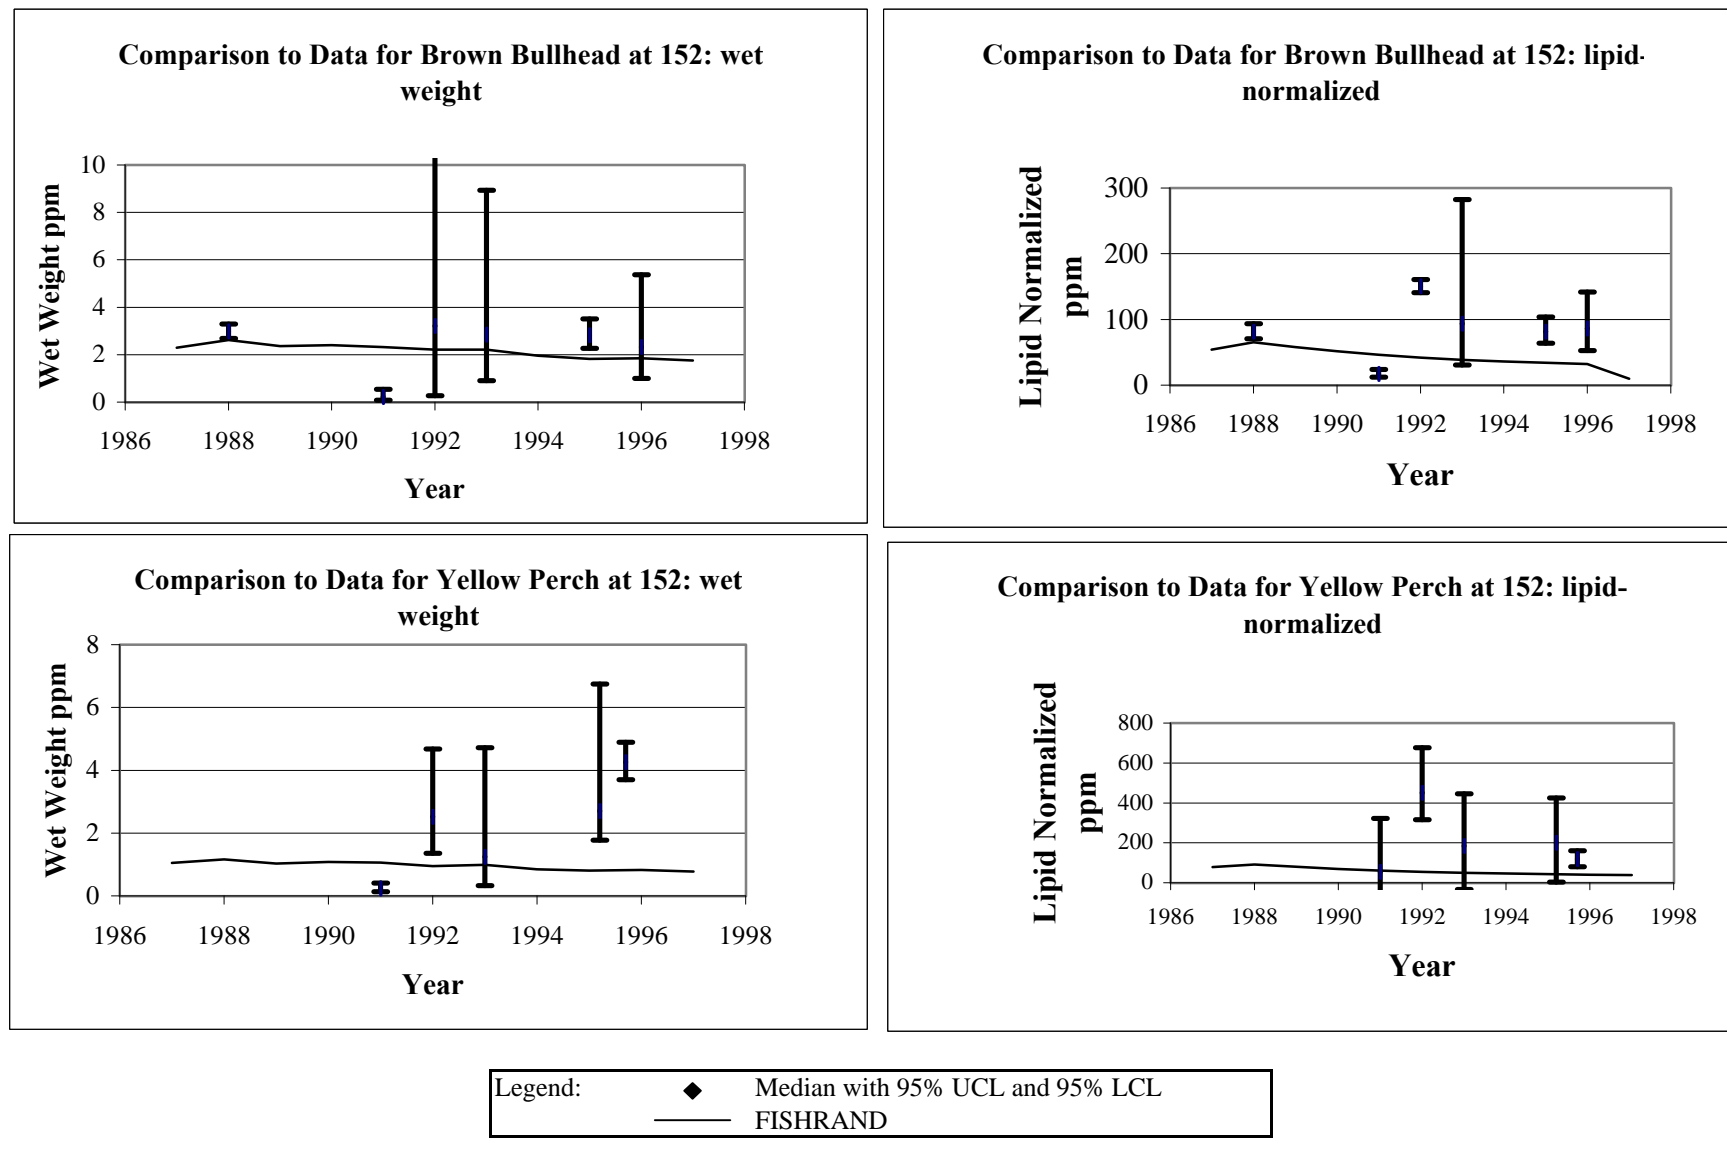 Comparison to Data for Brown Bullhead at 152: wet
weight
Wet Weight ppm
10
8
6
4
2
0
1986 1988 1990 1992 1994 1996 1998
Year
Comparison to Data for Brown Bullhead at 152: lipid-
normalized
Lipid Normalized
ppm
300
200
100
0
1986 1988 1990 1992 1994 1996 1998
Year
Comparison to Data for Yellow Perch at 152: wet
weight
Wet Weight ppm
8
6
4
2
0
1986 1988 1990 1992 1994 1996 1998
Year
Comparison to Data for Yellow Perch at 152: lipid-
normalized
Lipid Normalized
ppm
800
600
400
200
0
1986 1988 1990 1992 1994 1996 1998
Year
Legend: Median with 95% UCL and 95% LCL
FISHRAND